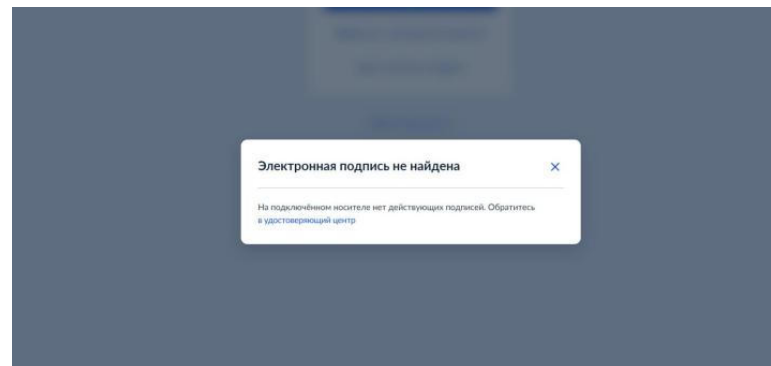 Электронная подпись не найдена
На подключённом носителе нет действующих подписей. Обратитесь
в удостоверяющий центр